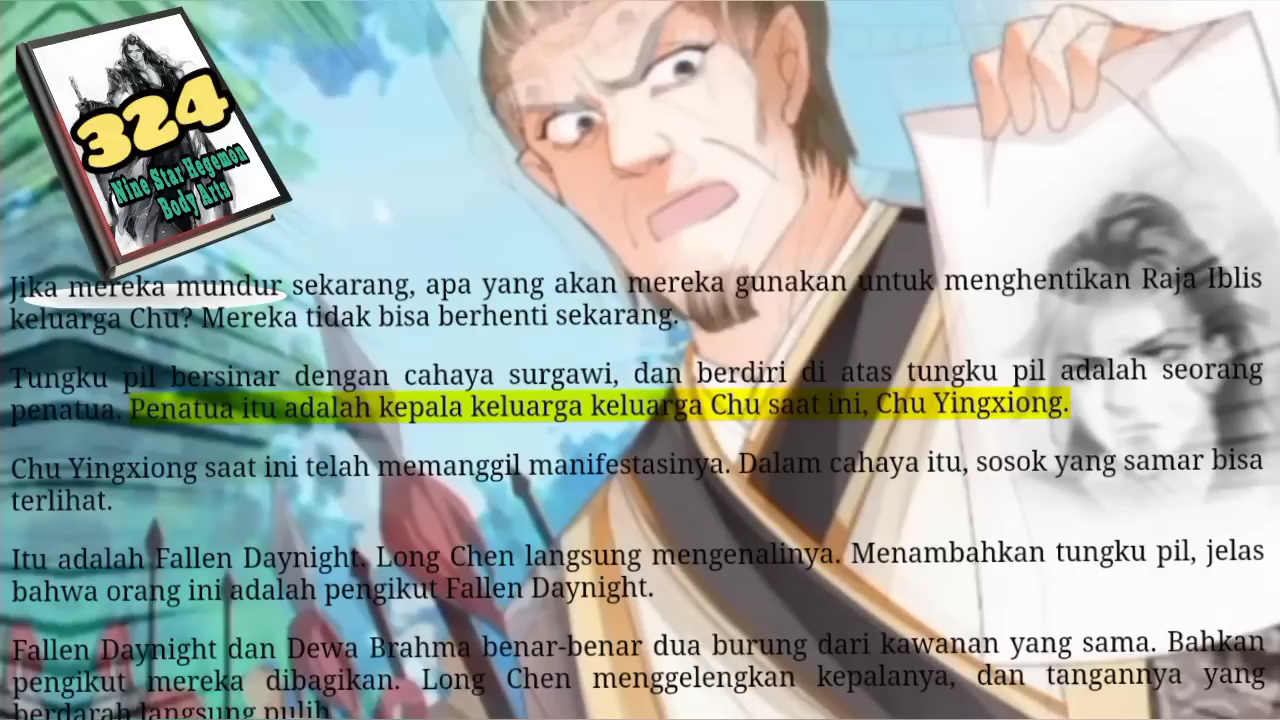 324
Nine Star Hegemon
Body Arts
Jika mereka mundur sekarang, apa yang akan mereka gunakan untuk menghentikan Raja Iblis
keluarga Chu? Mereka tidak bisa berhenti sekarang.
Tungku pil bersinar dengan cahaya surgawi, dan berdiri di atas tungku pil adalah seorang
penatua. Penatua itu adalah kepala keluarga keluarga Chu saat ini, Chu Yingxiong.
Chu Yingxiong saat ini telah memanggil manifestasinya. Dalam cahaya itu, sosok yang samar bisa
terlihat.
Itu adalah Fallen Daynight. Long Chen langsung mengenalinya. Menambahkan tungku pil, jelas
bahwa orang ini adalah pengikut Fallen Daynight.
Fallen Daynight dan Dewa Brahma benar-benar dua burung dari kawanan yang sama. Bahkan
pengikut mereka dibagikan. Long Chen menggelengkan kepalanya, dan tangannya yang
berdarah langsung pulih.